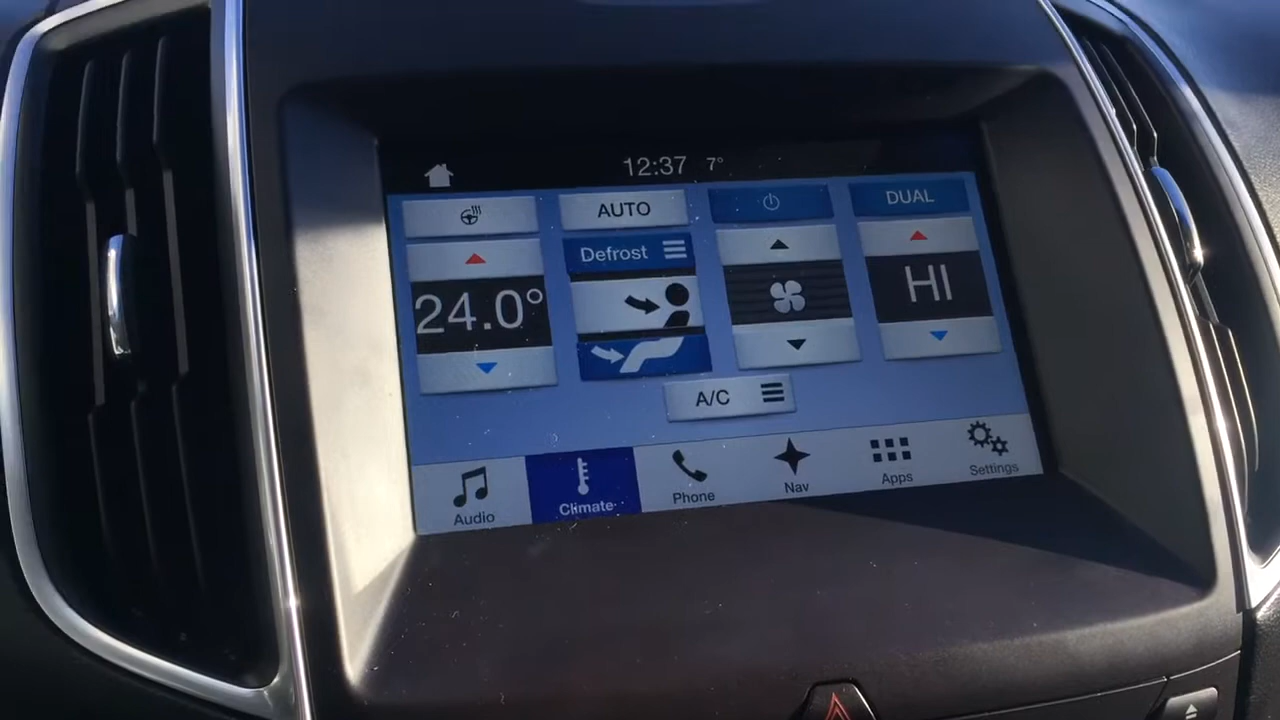 12:37 7°
AUTO
DUAL
Defrost
24.0°
HI
A/C
Audio
Climate
Phone
Nav
Apps
Settings